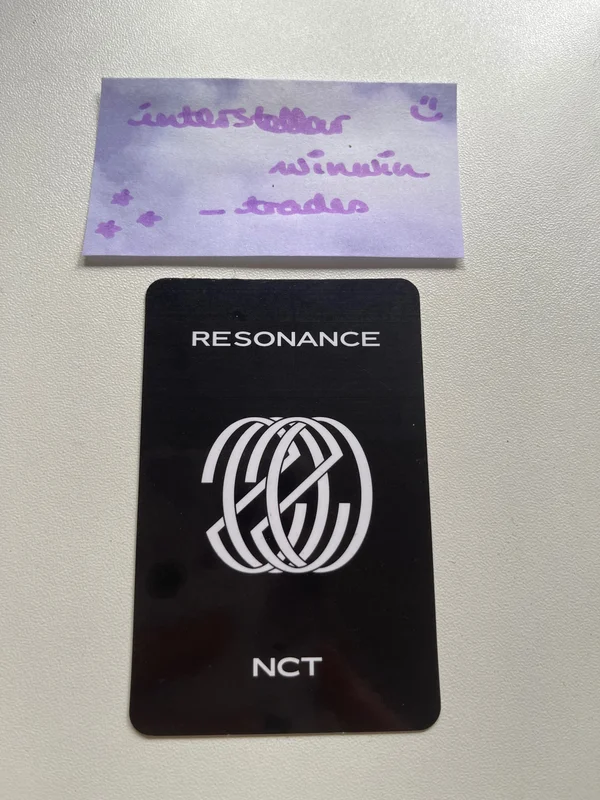 interstellar
winwin
_trades
RESONANCE
NCT